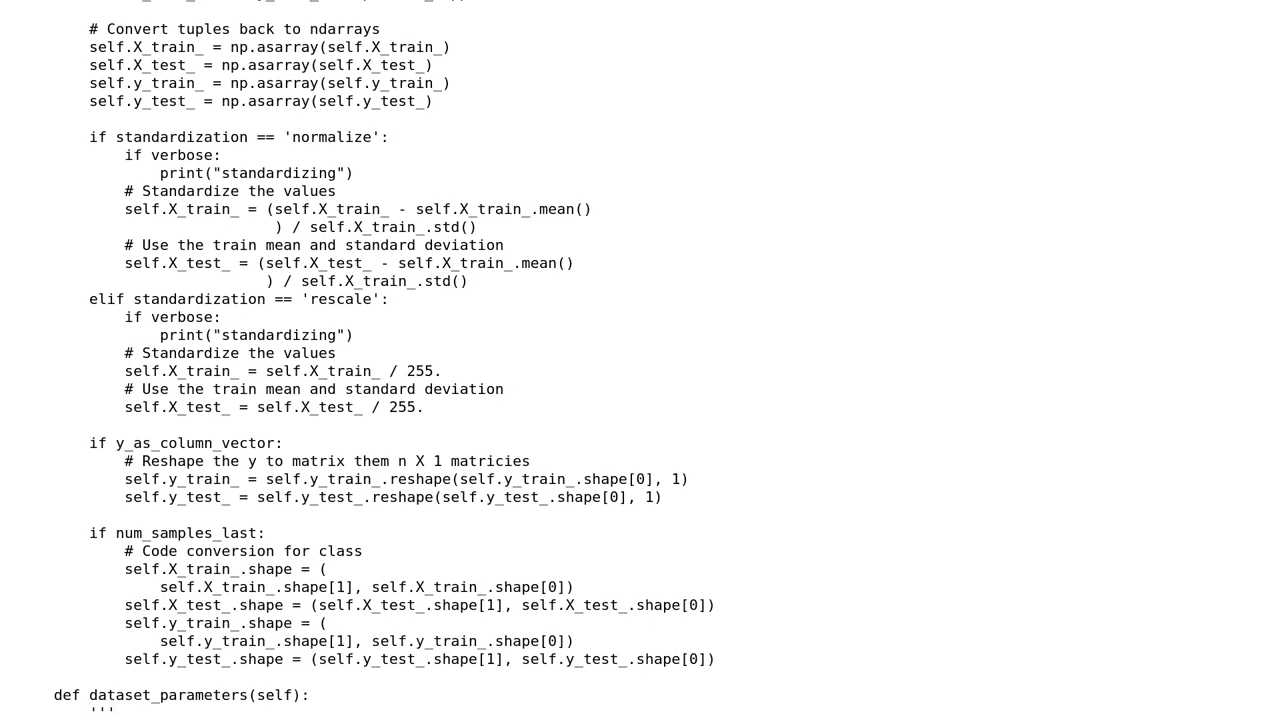 # Convert tuples back to ndarrays
self.X_train_ = np.asarray(self.X_train_)
self.X_test_ = np.asarray(self.X_test_)
self.y_train_ = np.asarray(self.y_train_)
self.y_test_ = np.asarray(self.y_test_)
if standardization == 'normalize':
if verbose:
print("standardizing")
# Standardize the values
self.X_train_ = (self.X_train_ - self.X_train_.mean()
) / self.X_train_.std()
# Use the train mean and standard deviation
self.X_test_ = (self.X_test_ - self.X_train_.mean()
) / self.X_train_.std()
elif standardization == 'rescale':
if verbose:
print("standardizing")
# Standardize the values
self.X_train_ = self.X_train_ / 255.
# Use the train mean and standard deviation
self.X_test_ = self.X_test_ / 255.
if y_as_column_vector:
# Reshape the y to matrix them n X 1 matricies
self.y_train_ = self.y_train_.reshape(self.y_train_.shape[0], 1)
self.y_test_ = self.y_test_.reshape(self.y_test_.shape[0], 1)
if num_samples_last:
# Code conversion for class
self.X_train_.shape = (
self.X_train_.shape[1], self.X_train_.shape[0])
self.X_test_.shape = (self.X_test_.shape[1], self.X_test_.shape[0])
self.y_train_.shape = (
self.y_train_.shape[1], self.y_train_.shape[0])
self.y_test_.shape = (self.y_test_.shape[1], self.y_test_.shape[0])
def dataset_parameters(self):
'''